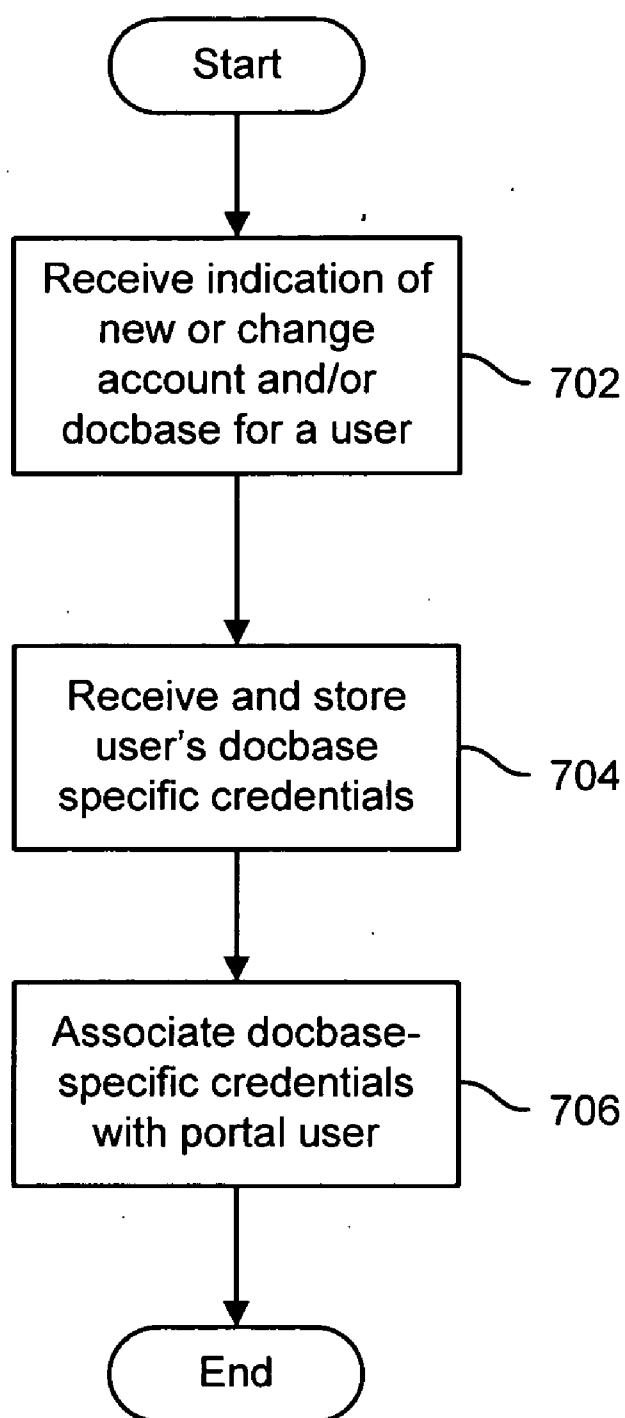 Start
Receive indication of
new or change
account and/or
docbase for a user
702
Receive and store
user's docbase
specific credentials
704
Associate docbase-
specific credentials
with portal user
706
End